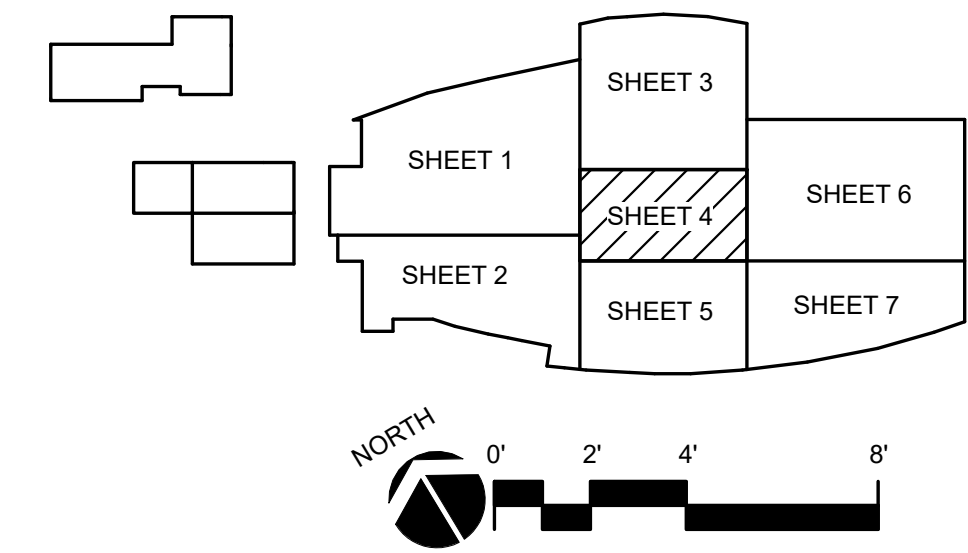 SHEET 3
SHEET 1
SHEET 6
SHEET 4
SHEET 2
SHEET 5
SHEET 7
NORTH
0' 2' 4' 8'